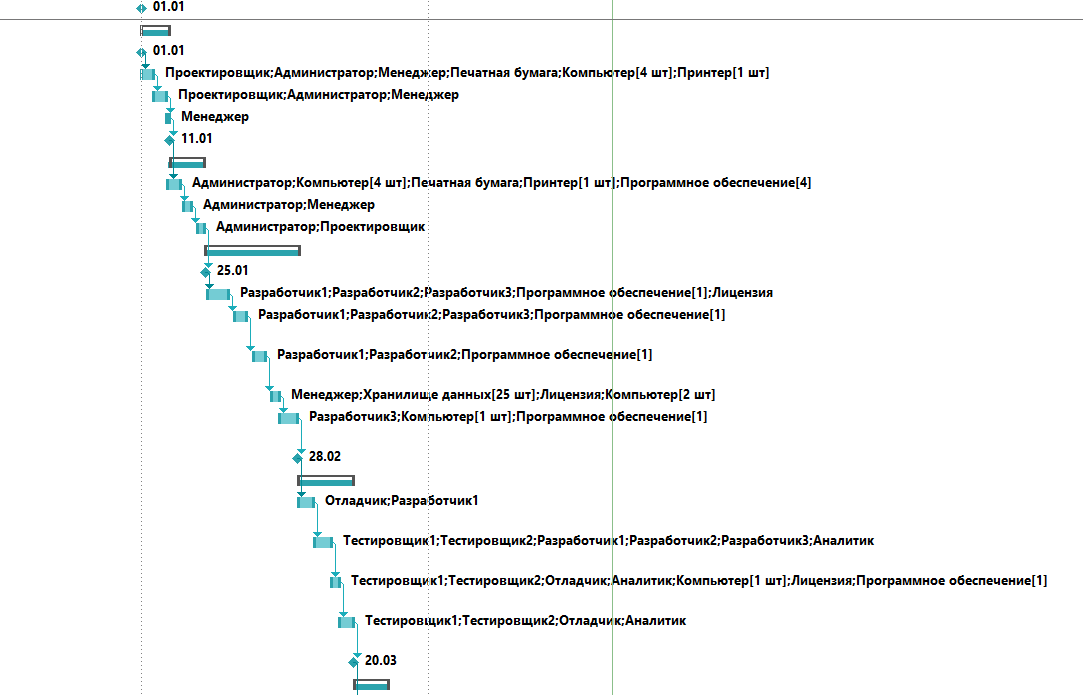 01.01
01.01
Проектировщик;Администратор;Менеджер;Печатная бумага;Компьютер[4 шт];Принтер[1 шт]
Проектировщик;Администратор;Менеджер
Менеджер
11.01
Администратор;Компьютер[4 шт];Печатная бумага;Принтер[1 шт];Программное обеспечение[4]
Администратор;Менеджер
Администратор;Проектировщик
25.01
Разработчик1;Разработчик2;Разработчик3;Программное обеспечение[1];Лицензия
Разработчик1;Разработчик2;Разработчик3;Программное обеспечение[1]
Разработчик1;Разработчик2;Программное обеспечение[1]
Менеджер;Хранилище данных[25 шт];Лицензия;Компьютер[2 шт]
Разработчик3;Компьютер[1 шт];Программное обеспечение[1]
28.02
Отладчик;Разработчик1
Тестировщик1;Тестировщик2;Разработчик1;Разработчик2;Разработчик3;Аналитик
Тестировщик1;Тестировщик2;Отладчик;Аналитик;Компьютер[1 шт];Лицензия;Программное обеспечение[1]
Тестировщик1;Тестировщик2;Отладчик;Аналитик
20.03